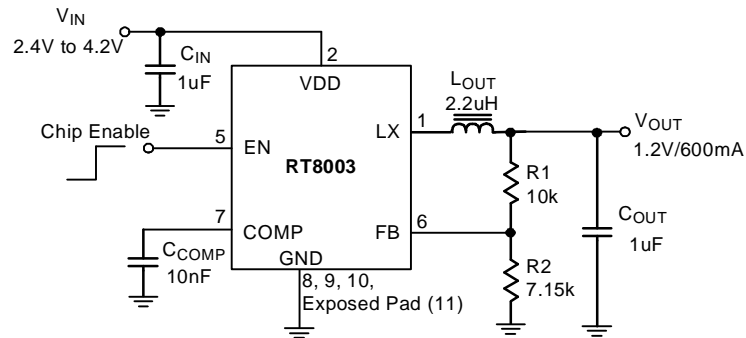 VIN
2.4V to 4.2V
CIN
1uF
2
VDD
LOUT
2.2uH
Chip Enable
5
EN
RT8003
LX
1
VOUT
1.2V/600mA
R1
10k
7
COMP
FB
6
COUT
1uF
CCOMP
10nF
GND
8, 9, 10,
Exposed Pad (11)
R2
7.15k